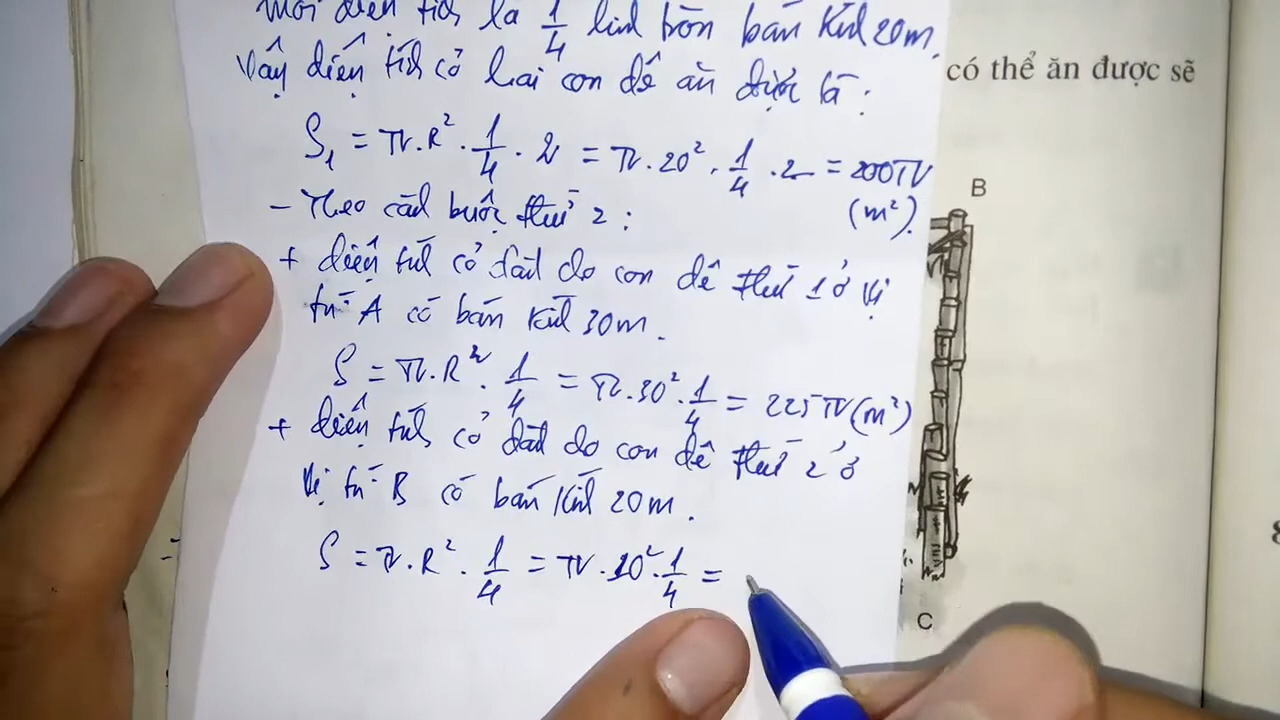 Mỗi diện tích là 1/4 hình tròn bán kính 20m.
Vậy diện tích cỏ hai con dê ăn được là:
có thể ăn được sẽ
S₁ = π.R².1/4.2 = π.20².1/4.2 = 200π
(m²).
B
- Theo cách buộc thứ 2:
+ diện tích cỏ dành do con dê thứ 1 ở vị
trí A có bán kính 30m.
S = π.R².1/4 = π.30².1/4 = 225π(m²)
+ diện tích cỏ dành do con dê thứ 2 ở
vị trí B có bán kính 20m.
S = π.R².1/4 = π.10².1/4 =
C
8